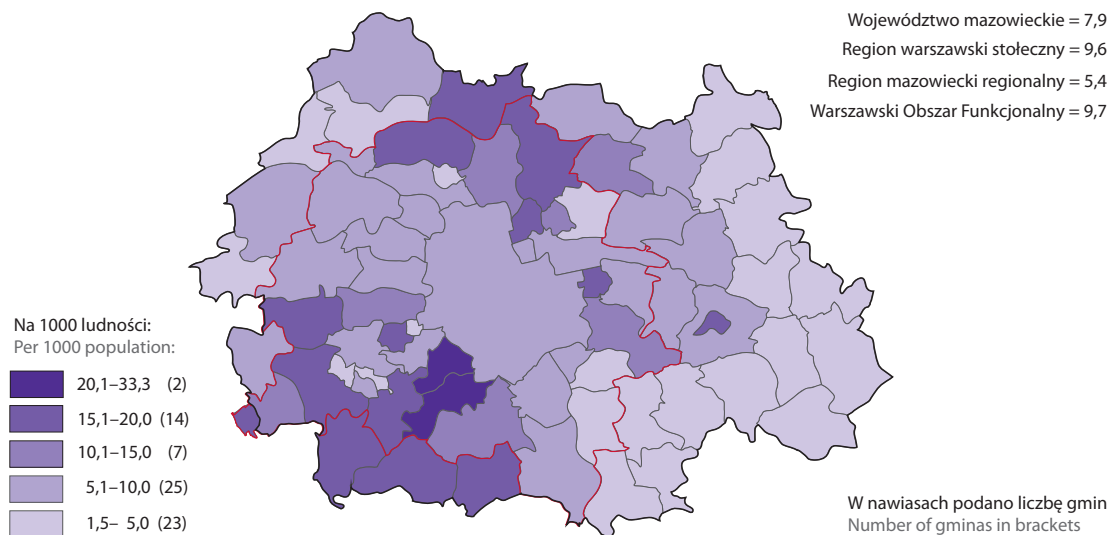 Województwo mazowieckie = 7,9
Region warszawski stołeczny = 9,6
Region mazowiecki regionalny = 5,4
Warszawski Obszar Funkcjonalny = 9,7
Na 1000 ludności:
Per 1000 population:
20,1–33,3 (2)
15,1–20,0 (14)
10,1–15,0 (7)
5,1–10,0 (25)
1,5– 5,0 (23)
W nawiasach podano liczbę gmin
Number of gminas in brackets